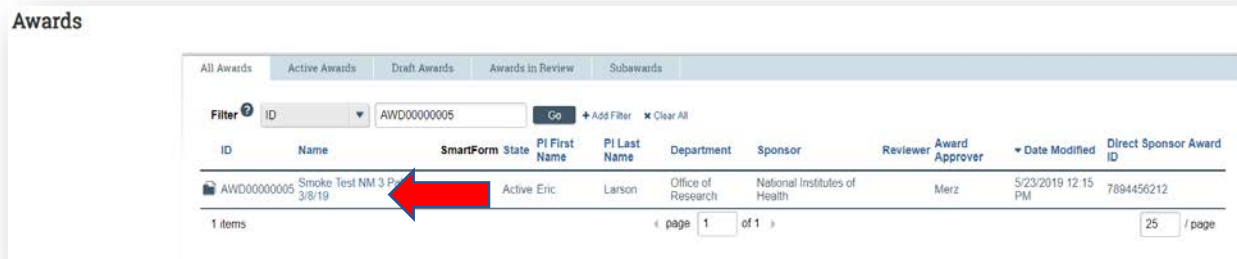 Awards
All Awards Active Awards Draft Awards Awards in Review Subawards
Filter ? ID AWD00000005 Go + Add Filter × Clear All
ID Name SmartForm State PI First Name PI Last Name Department Sponsor Reviewer Award Approver Date Modified Direct Sponsor Award ID
AWD00000005 Smoke Test NM 3 3/8/19 Active Eric Larson Office of Research National Institutes of Health Merz 5/23/2019 12:15 PM 7894456212
1 items page 1 of 1 25 / page